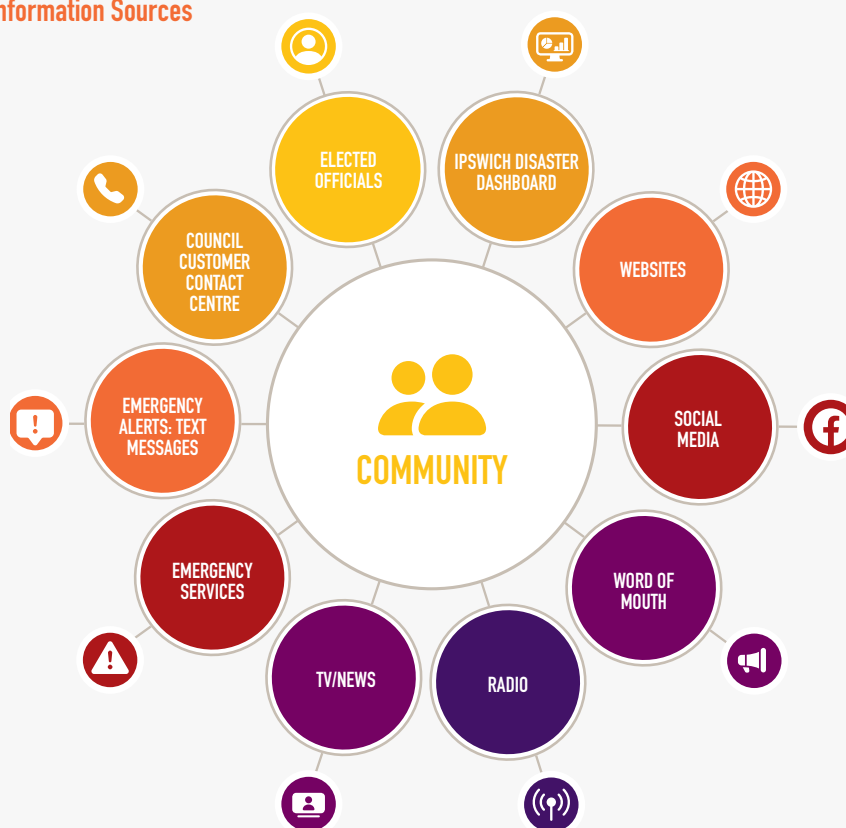 nformation Sources
ELECTED
OFFICIALS
IPSWICH DISASTER
DASHBOARD
COUNCIL
CUSTOMER
CONTACT
CENTRE
WEBSITES
EMERGENCY
ALERTS: TEXT
MESSAGES
SOCIAL
MEDIA
COMMUNITY
EMERGENCY
SERVICES
WORD OF
MOUTH
TV/NEWS
RADIO